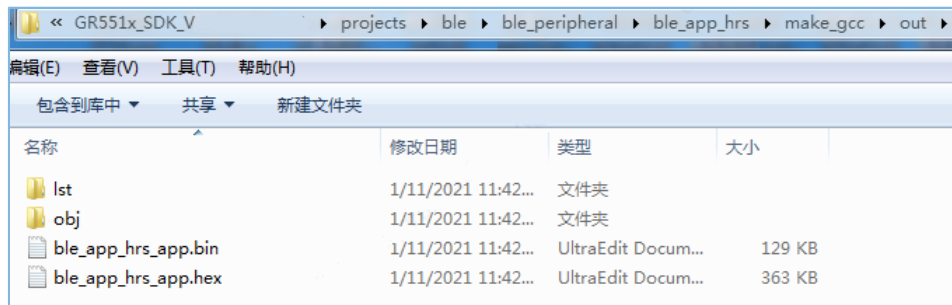 « GR551x_SDK_V ▸ projects ▸ ble ▸ ble_peripheral ▸ ble_app_hrs ▸ make_gcc ▸ out ▸
编辑(E) 查看(V) 工具(T) 帮助(H)
包含到库中 ▼ 共享 ▼ 新建文件夹
名称 修改日期 类型 大小
lst 1/11/2021 11:42... 文件夹
obj 1/11/2021 11:42... 文件夹
ble_app_hrs_app.bin 1/11/2021 11:42... UltraEdit Docum... 129 KB
ble_app_hrs_app.hex 1/11/2021 11:42... UltraEdit Docum... 363 KB